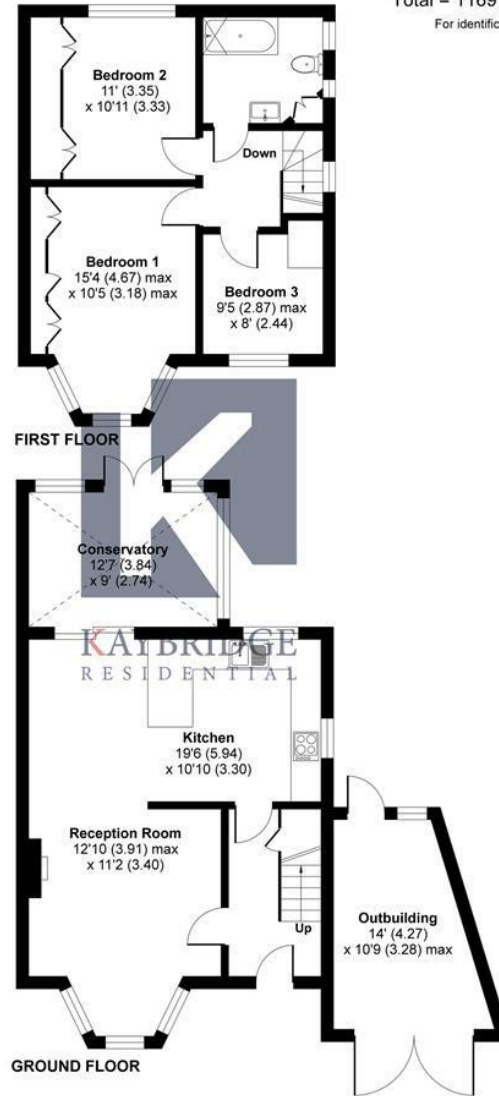 Total = 1169
For identific
Bedroom 2
11' (3.35)
x 10'11 (3.33)
Down
Bedroom 1
15'4 (4.67) max
x 10'5 (3.18) max
Bedroom 3
9'5 (2.87) max
x 8' (2.44)
FIRST FLOOR
Conservatory
12'7 (3.84)
x 9' (2.74)
KAYBRIDGE
RESIDENTIAL
Kitchen
19'6 (5.94)
x 10'10 (3.30)
Reception Room
12'10 (3.91) max
x 11'2 (3.40)
Up
Outbuilding
14' (4.27)
x 10'9 (3.28) max
GROUND FLOOR